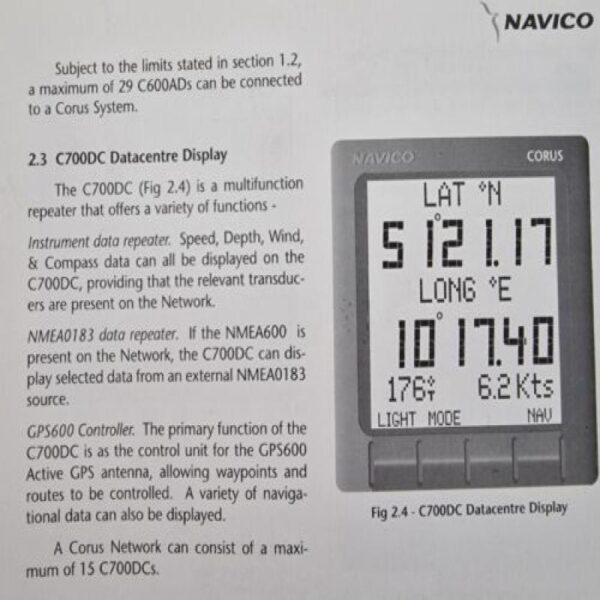 NAVICO
Subject to the limits stated in section 1.2,
a maximum of 29 C600ADs can be connected
to a Corus System.
2.3 C700DC Datacentre Display
The C700DC (Fig 2.4) is a multifunction
repeater that offers a variety of functions -
Instrument data repeater. Speed, Depth, Wind,
& Compass data can all be displayed on the
C700DC, providing that the relevant transduc-
ers are present on the Network.
NMEA0183 data repeater. If the NMEA600 is
present on the Network, the C700DC can dis-
play selected data from an external NMEA0183
source.
GPS600 Controller. The primary function of the
C700DC is as the control unit for the GPS600
Active GPS antenna, allowing waypoints and
routes to be controlled. A variety of naviga-
tional data can also be displayed.
A Corus Network can consist of a maxi-
mum of 15 C700DCs.
NAVICO CORUS
LAT °N
51°21.17
LONG °E
10°17.40
176° 6.2Kts
LIGHT MODE NAV
Fig 2.4 - C700DC Datacentre Display